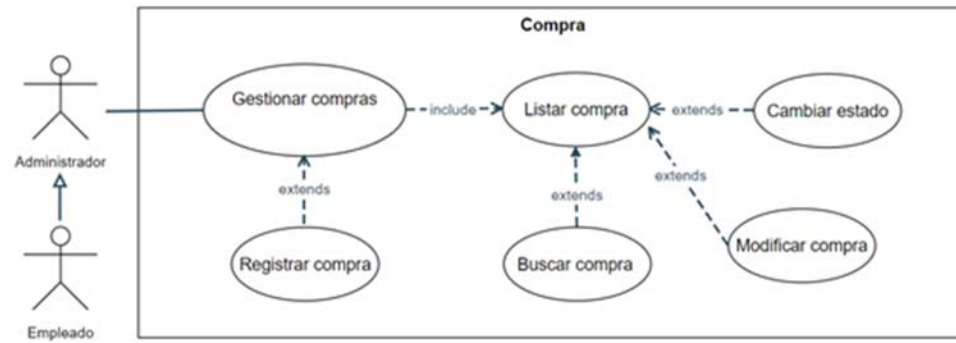 Compra
Gestionar compras
include
Listar compra
extends
Cambiar estado
Administrador
extends
extends
extends
Registrar compra
Buscar compra
Modificar compra
Empleado